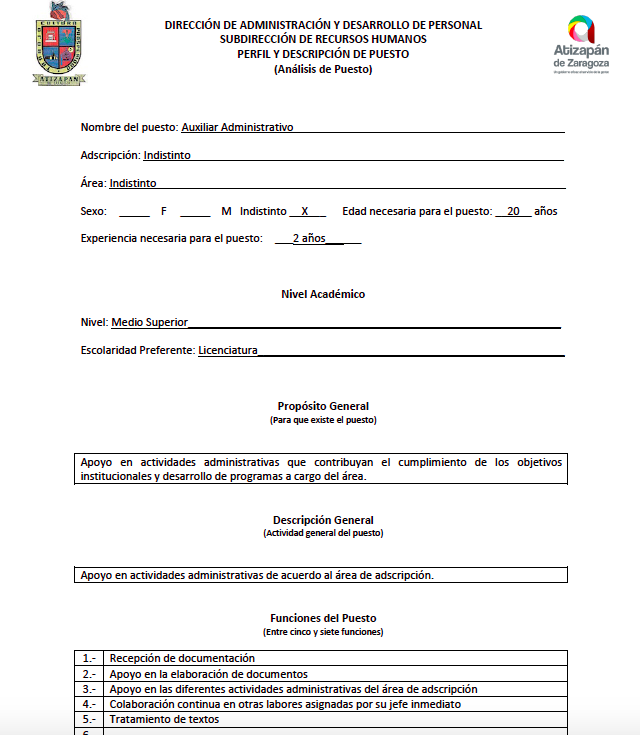 DIRECCIÓN DE ADMINISTRACIÓN Y DESARROLLO DE PERSONAL
SUBDIRECCIÓN DE RECURSOS HUMANOS
PERFIL Y DESCRIPCIÓN DE PUESTO
(Análisis de Puesto)
ATIZAPÁN
Atizapán
de Zaragoza
Nombre del puesto: Auxiliar Administrativo
Adscripción: Indistinto
Área: Indistinto
Sexo: _____ F _____ M Indistinto __X___ Edad necesaria para el puesto: __20__ años
Experiencia necesaria para el puesto: ___2 años______
Nivel Académico
Nivel: Medio Superior
Escolaridad Preferente: Licenciatura
Propósito General
(Para que existe el puesto)
Apoyo en actividades administrativas que contribuyan el cumplimiento de los objetivos
institucionales y desarrollo de programas a cargo del área.
Descripción General
(Actividad general del puesto)
Apoyo en actividades administrativas de acuerdo al área de adscripción.
Funciones del Puesto
(Entre cinco y siete funciones)
1.- Recepción de documentación
2.- Apoyo en la elaboración de documentos
3.- Apoyo en las diferentes actividades administrativas del área de adscripción
4.- Colaboración continua en otras labores asignadas por su jefe inmediato
5.- Tratamiento de textos